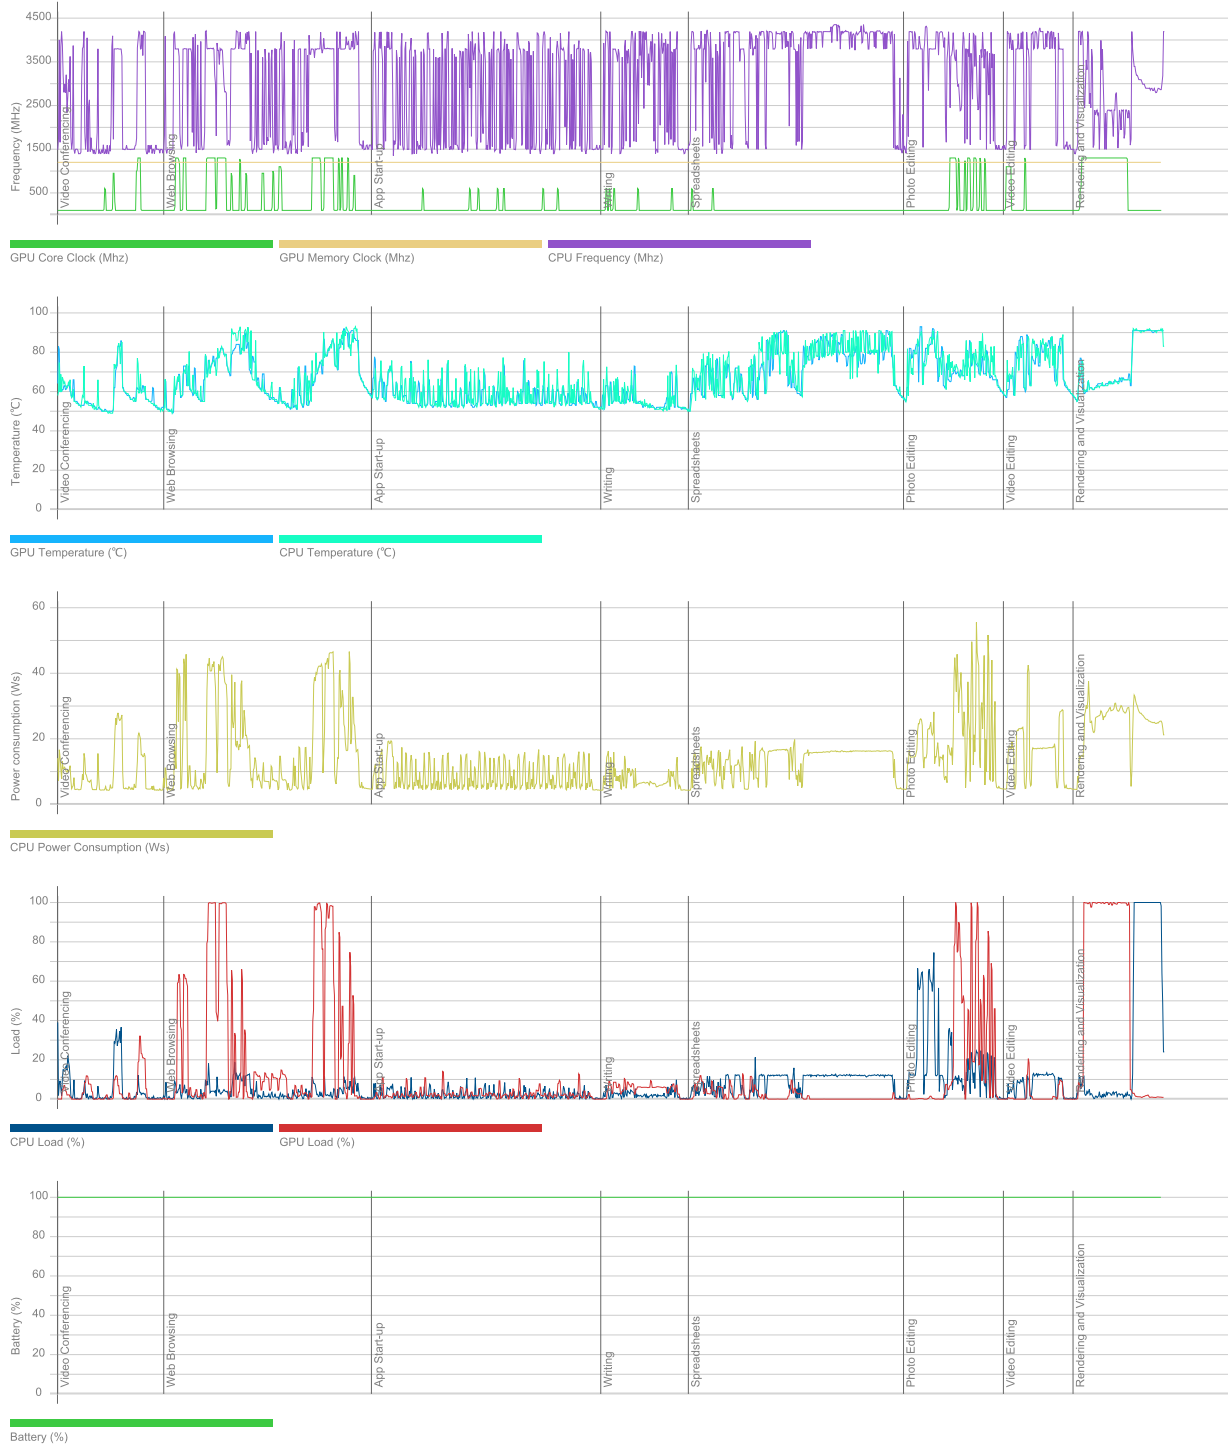 4500
3500
2500
1500
500
Frequency (MHz)
Video Conferencing
Web Browsing
App Start-up
Writing
Spreadsheets
Photo Editing
Video Editing
Rendering and Visualization
GPU Core Clock (Mhz)
GPU Memory Clock (Mhz)
CPU Frequency (Mhz)
100
80
60
40
20
0
Temperature (℃)
Video Conferencing
Web Browsing
App Start-up
Writing
Spreadsheets
Photo Editing
Video Editing
Rendering and Visualization
GPU Temperature (℃)
CPU Temperature (℃)
60
40
20
0
Power consumption (Ws)
Video Conferencing
Web Browsing
App Start-up
Writing
Spreadsheets
Photo Editing
Video Editing
Rendering and Visualization
CPU Power Consumption (Ws)
100
80
60
40
20
0
Load (%)
Video Conferencing
Web Browsing
App Start-up
Writing
Spreadsheets
Photo Editing
Video Editing
Rendering and Visualization
CPU Load (%)
GPU Load (%)
100
80
60
40
20
0
Battery (%)
Video Conferencing
Web Browsing
App Start-up
Writing
Spreadsheets
Photo Editing
Video Editing
Rendering and Visualization
Battery (%)